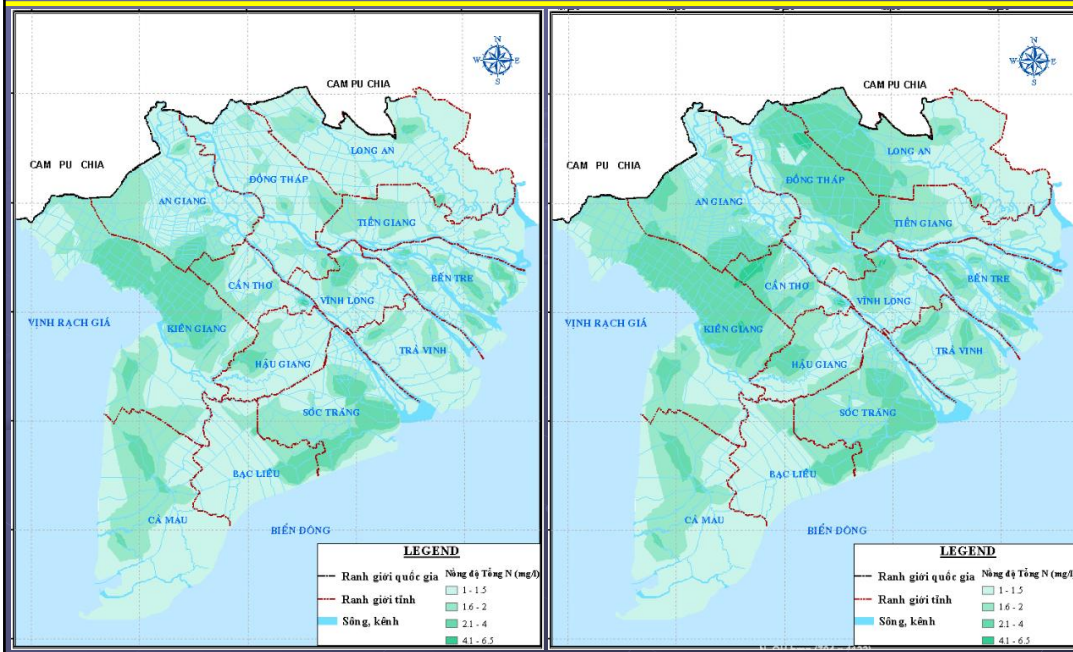 N
W E
S
CAM PU CHIA
CAM PU CHIA
LONG AN
ĐỒNG THÁP
AN GIANG
TIỀN GIANG
BẾN TRE
CẦN THƠ
VĨNH LONG
VỊNH RẠCH GIÁ
KIÊN GIANG
TRÀ VINH
HẬU GIANG
SÓC TRĂNG
BẠC LIÊU
CÀ MAU
BIỂN ĐÔNG
LEGEND
Ranh giới quốc gia
Ranh giới tỉnh
Sông, kênh
Nồng độ Tổng N (mg/l)
1 - 1.5
1.6 - 2
2.1 - 4
4.1 - 6.5
N
W E
S
CAM PU CHIA
CAM PU CHIA
LONG AN
ĐỒNG THÁP
AN GIANG
TIỀN GIANG
BẾN TRE
CẦN THƠ
VĨNH LONG
VỊNH RẠCH GIÁ
KIÊN GIANG
TRÀ VINH
HẬU GIANG
SÓC TRĂNG
BẠC LIÊU
CÀ MAU
BIỂN ĐÔNG
LEGEND
Ranh giới quốc gia
Ranh giới tỉnh
Sông, kênh
Nồng độ Tổng N (mg/l)
1 - 1.5
1.6 - 2
2.1 - 4
4.1 - 6.5